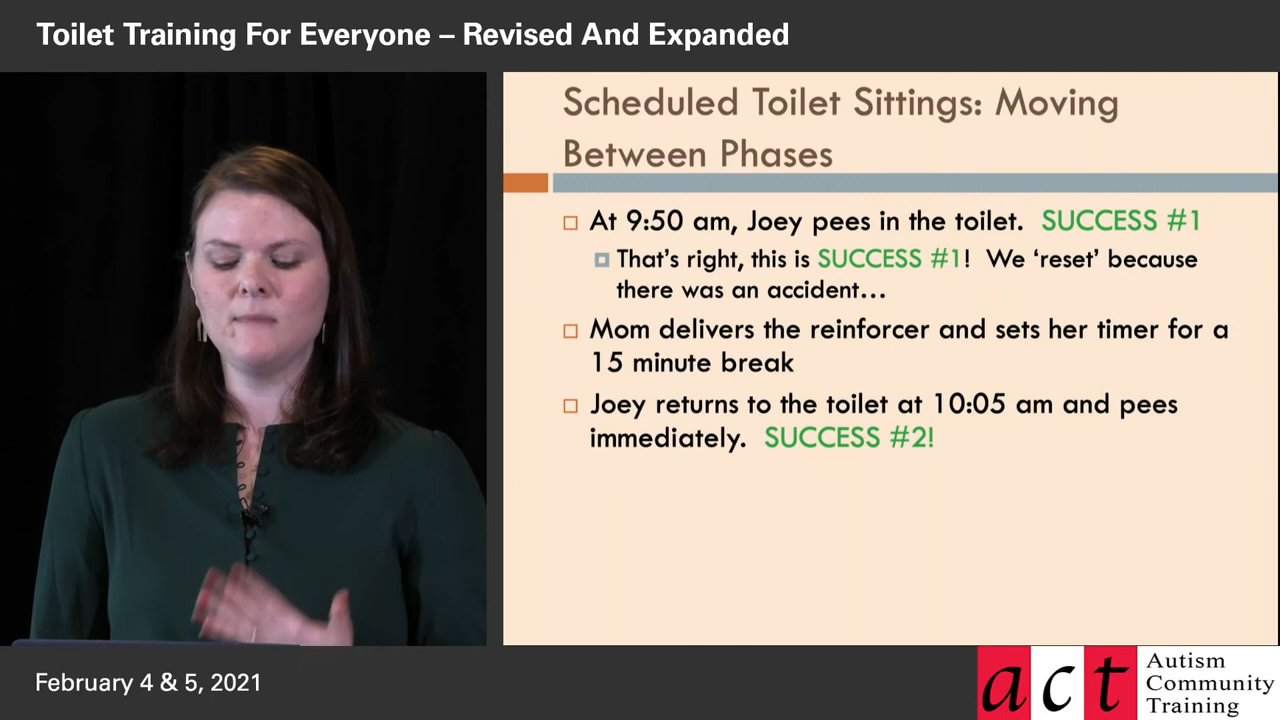 Toilet Training For Everyone – Revised And Expanded
Scheduled Toilet Sittings: Moving
Between Phases
At 9:50 am, Joey pees in the toilet. SUCCESS #1
That's right, this is SUCCESS #1! We ‘reset’ because
there was an accident...
Mom delivers the reinforcer and sets her timer for a
15 minute break
Joey returns to the toilet at 10:05 am and pees
immediately. SUCCESS #2!
February 4 & 5, 2021
act
Autism
Community
Training